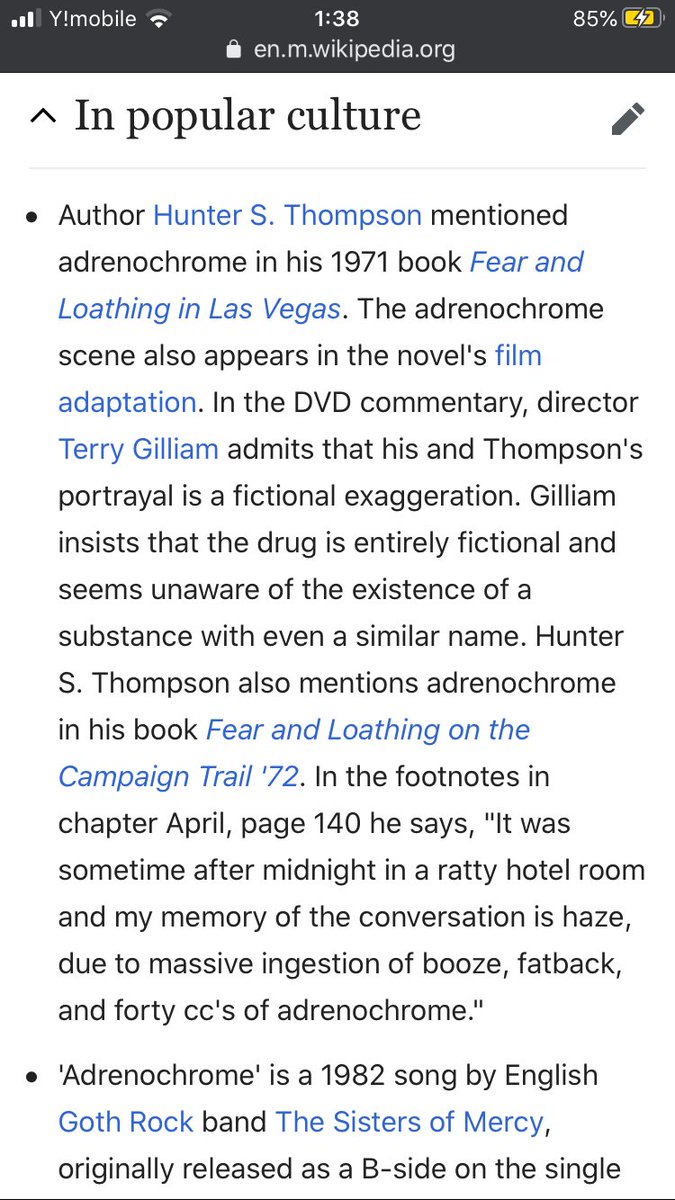 Y!mobile 1:38 85%
en.m.wikipedia.org
In popular culture
• Author Hunter S. Thompson mentioned
adrenochrome in his 1971 book Fear and
Loathing in Las Vegas. The adrenochrome
scene also appears in the novel's film
adaptation. In the DVD commentary, director
Terry Gilliam admits that his and Thompson's
portrayal is a fictional exaggeration. Gilliam
insists that the drug is entirely fictional and
seems unaware of the existence of a
substance with even a similar name. Hunter
S. Thompson also mentions adrenochrome
in his book Fear and Loathing on the
Campaign Trail '72. In the footnotes in
chapter April, page 140 he says, "It was
sometime after midnight in a ratty hotel room
and my memory of the conversation is haze,
due to massive ingestion of booze, fatback,
and forty cc's of adrenochrome."
• 'Adrenochrome' is a 1982 song by English
Goth Rock band The Sisters of Mercy,
originally released as a B-side on the single